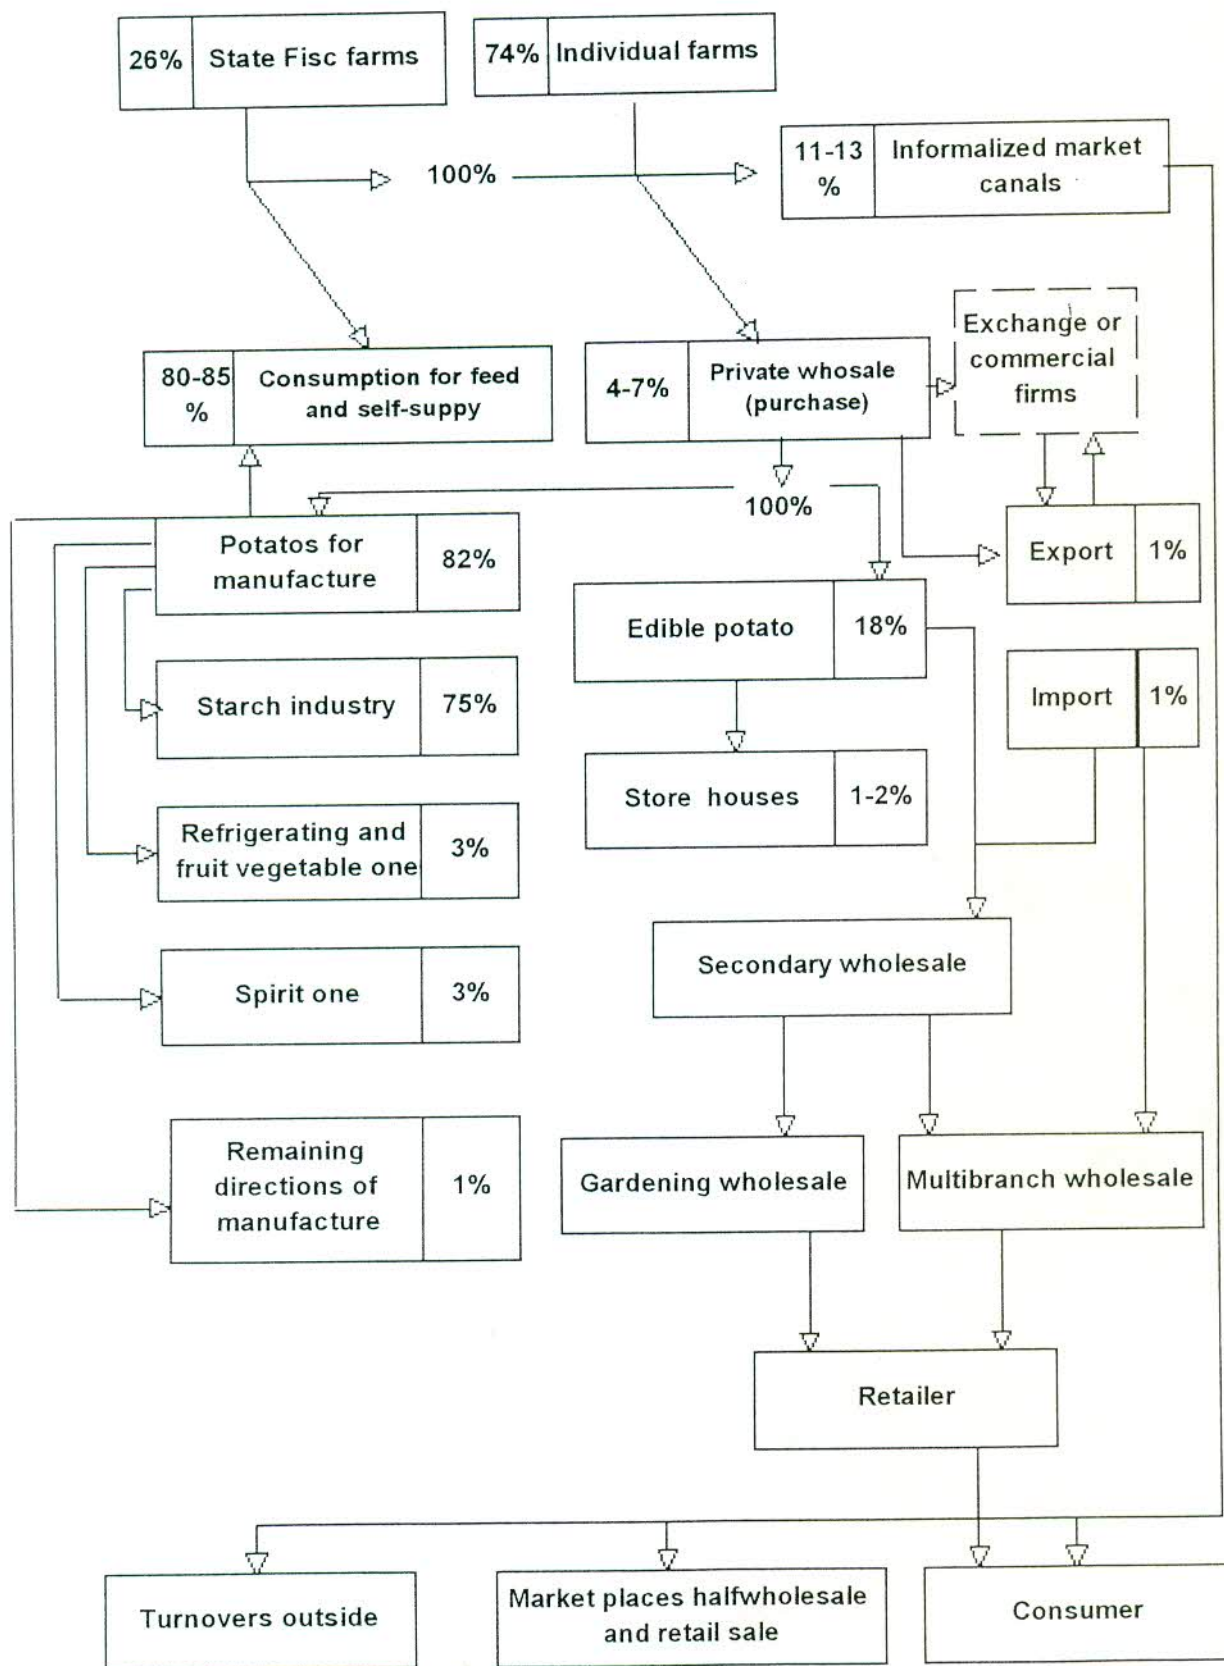 26%
State Fisc farms
74%
Individual farms
100%
11-13
%
Informalized market
canals
80-85
%
Consumption for feed
and self-suppy
4-7%
Private whosale
(purchase)
Exchange or
commercial
firms
100%
Potatos for
manufacture
82%
Export
1%
Edible potato
18%
Starch industry
75%
Import
1%
Store houses
1-2%
Refrigerating and
fruit vegetable one
3%
Secondary wholesale
Spirit one
3%
Remaining
directions of
manufacture
1%
Gardening wholesale
Multibranch wholesale
Retailer
Turnovers outside
Market places halfwholesale
and retail sale
Consumer